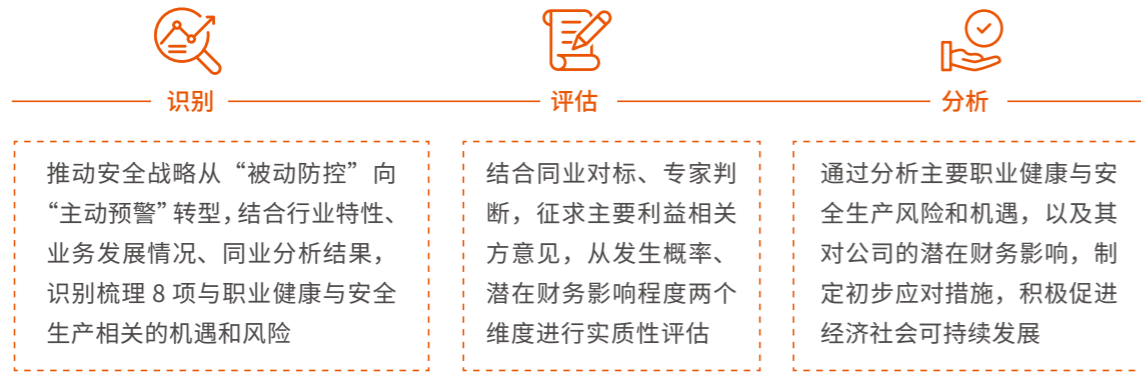 识别
推动安全战略从“被动防控”向
“主动预警”转型，结合行业特性、
业务发展情况、同业分析结果，
识别梳理 8 项与职业健康与安全
生产相关的机遇和风险
评估
结合同业对标、专家判
断，征求主要利益相关
方意见，从发生概率、
潜在财务影响程度两个
维度进行实质性评估
分析
通过分析主要职业健康与安
全生产风险和机遇，以及其
对公司的潜在财务影响，制
定初步应对措施，积极促进
经济社会可持续发展